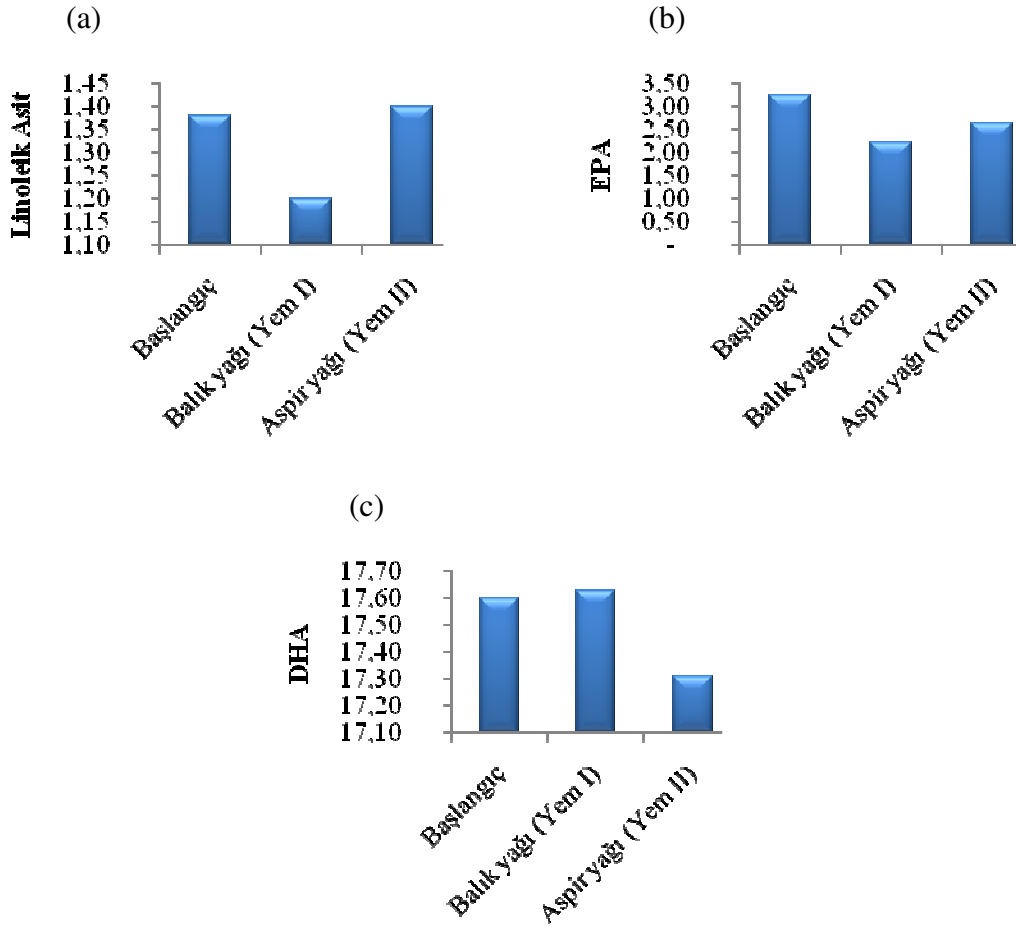 (a)
Linoleik Asit
1,45
1,40
1,35
1,30
1,25
1,20
1,15
1,10
Başlangıç
Balık yağı (Yem I)
Aspir yağı (Yem II)
(b)
EPA
3,50
3,00
2,50
2,00
1,50
1,00
0,50
-
Başlangıç
Balık yağı (Yem I)
Aspir yağı (Yem II)
(c)
DHA
17,70
17,60
17,50
17,40
17,30
17,20
17,10
Başlangıç
Balık yağı (Yem I)
Aspir yağı (Yem II)